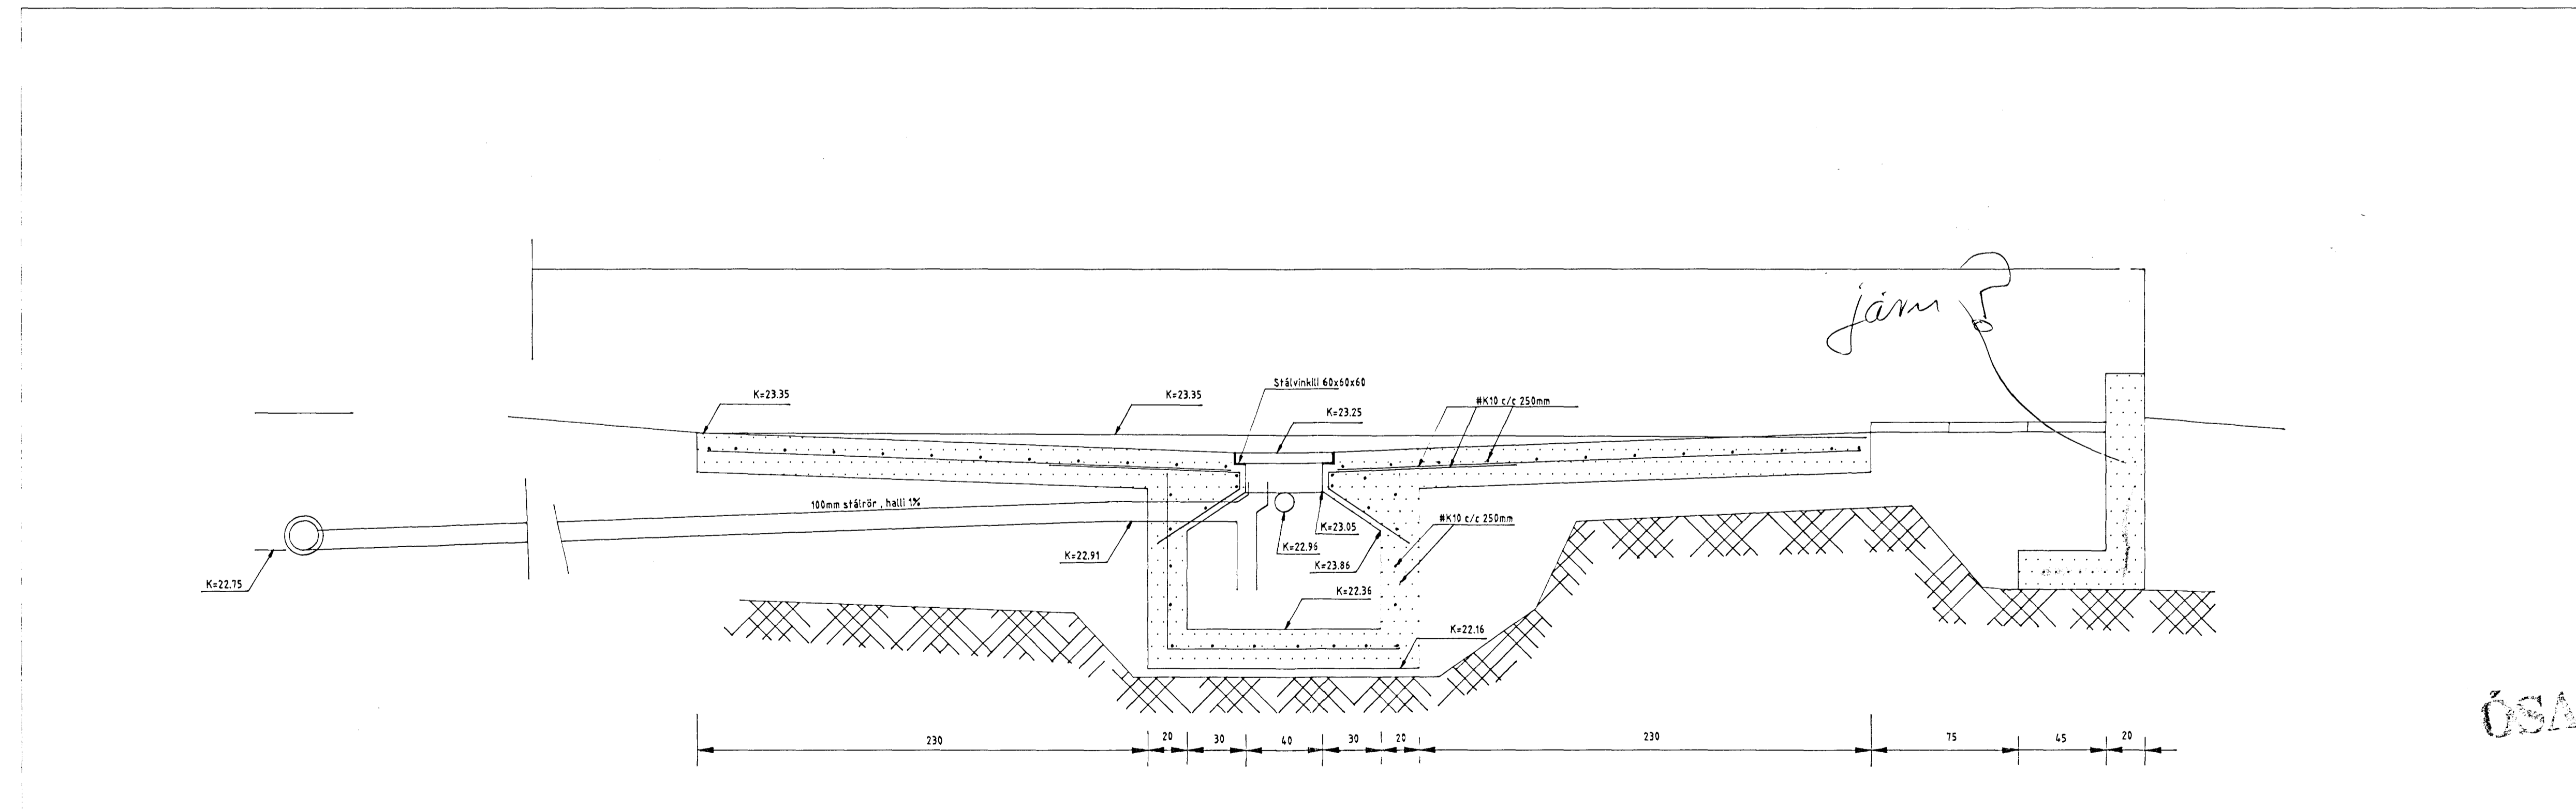 járn
Stálvinkill 60x60x60
K=23.35
K=23.35
K=23.25
#K10 c/c 250mm
100mm stálrör , halli 1%
#K10 c/c 250mm
K=23.05
K=22.96
K=22.91
K=23.86
K=22.75
K=22.36
K=22.16
ÓSA
230 20 30 40 30 20 230 75 45 20